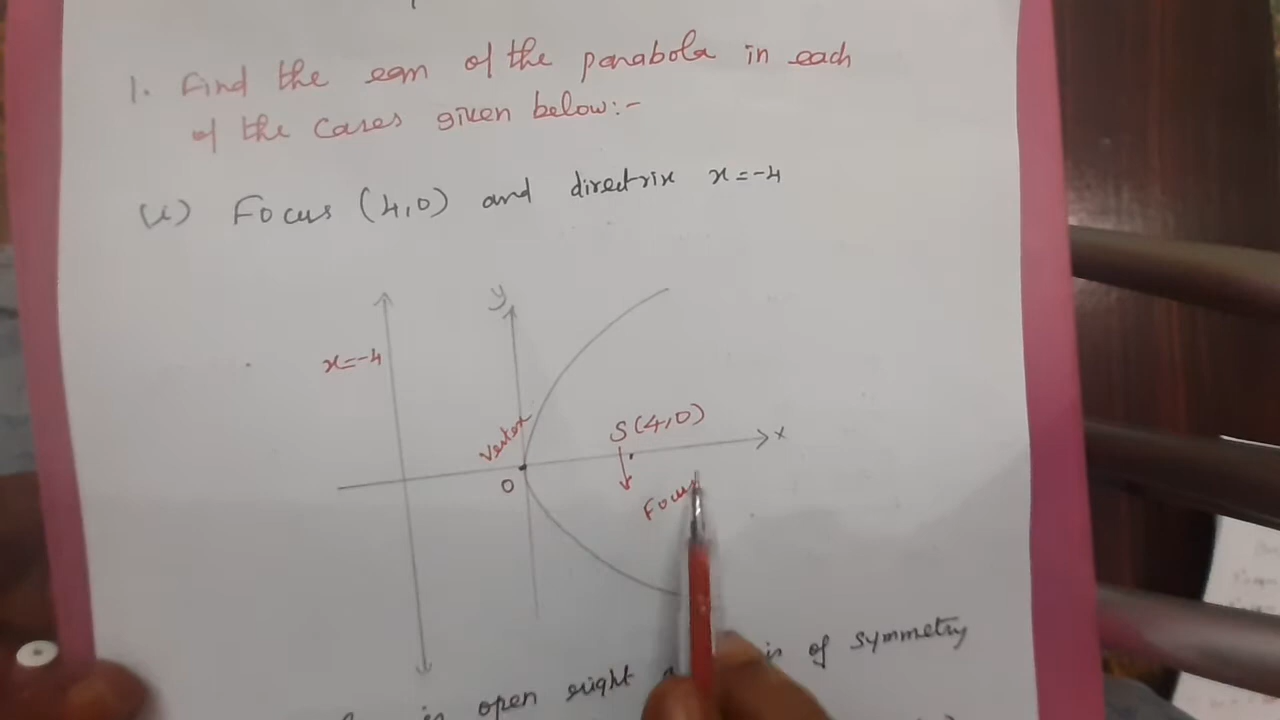 1. Find the eqn of the parabola in each
of the cases given below:-
(i) Focus (4,0) and directrix x=-4
y
x=-4
Vertex
S(4,0)
x
O
Focus
open right of symmetry